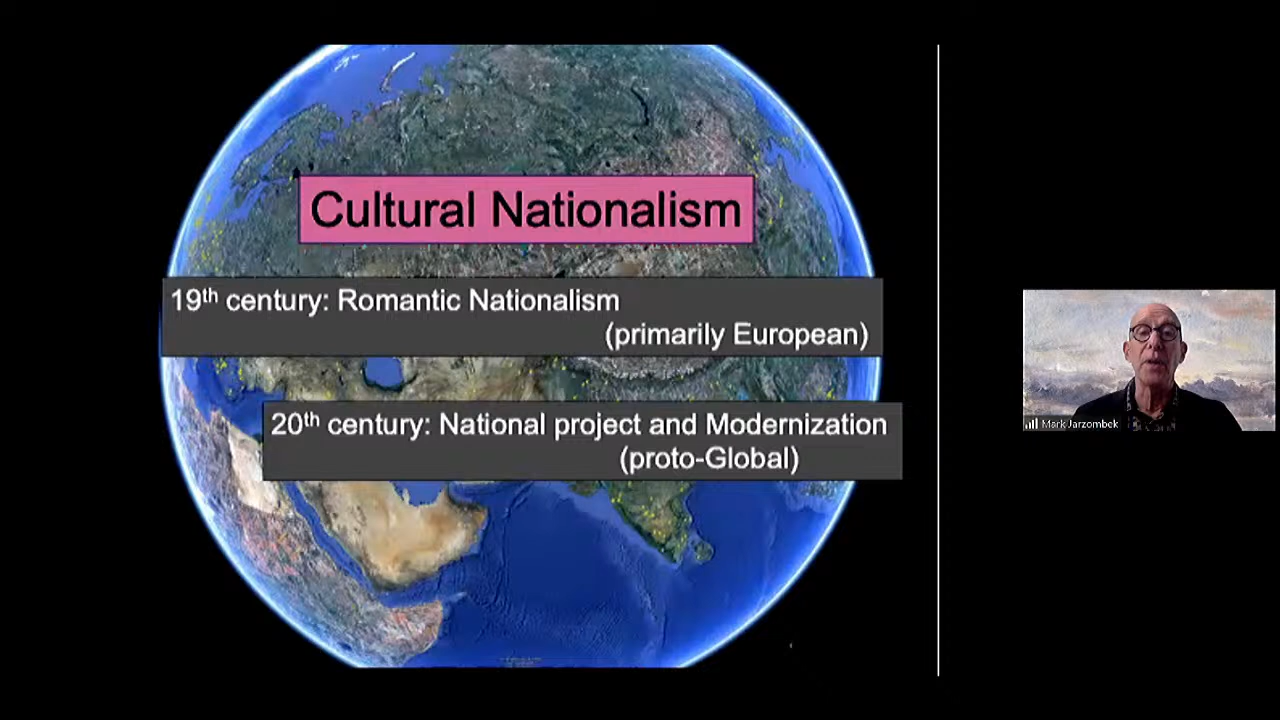 Cultural Nationalism
19th century: Romantic Nationalism
(primarily European)
20th century: National project and Modernization
(proto-Global)
Mark Jarzombek